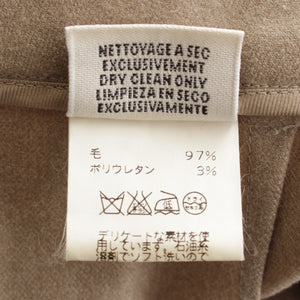 NETTOYAGE A SEC
EXCLUSIVEMENT
DRY CLEAN ONLY
LIMPIEZA EN SECO
EXCLUSIVAMENTE
毛 97%
ポリウレタン 3%
デリケートな素材を使
用しています。石油系
溶剤でソフト洗いので